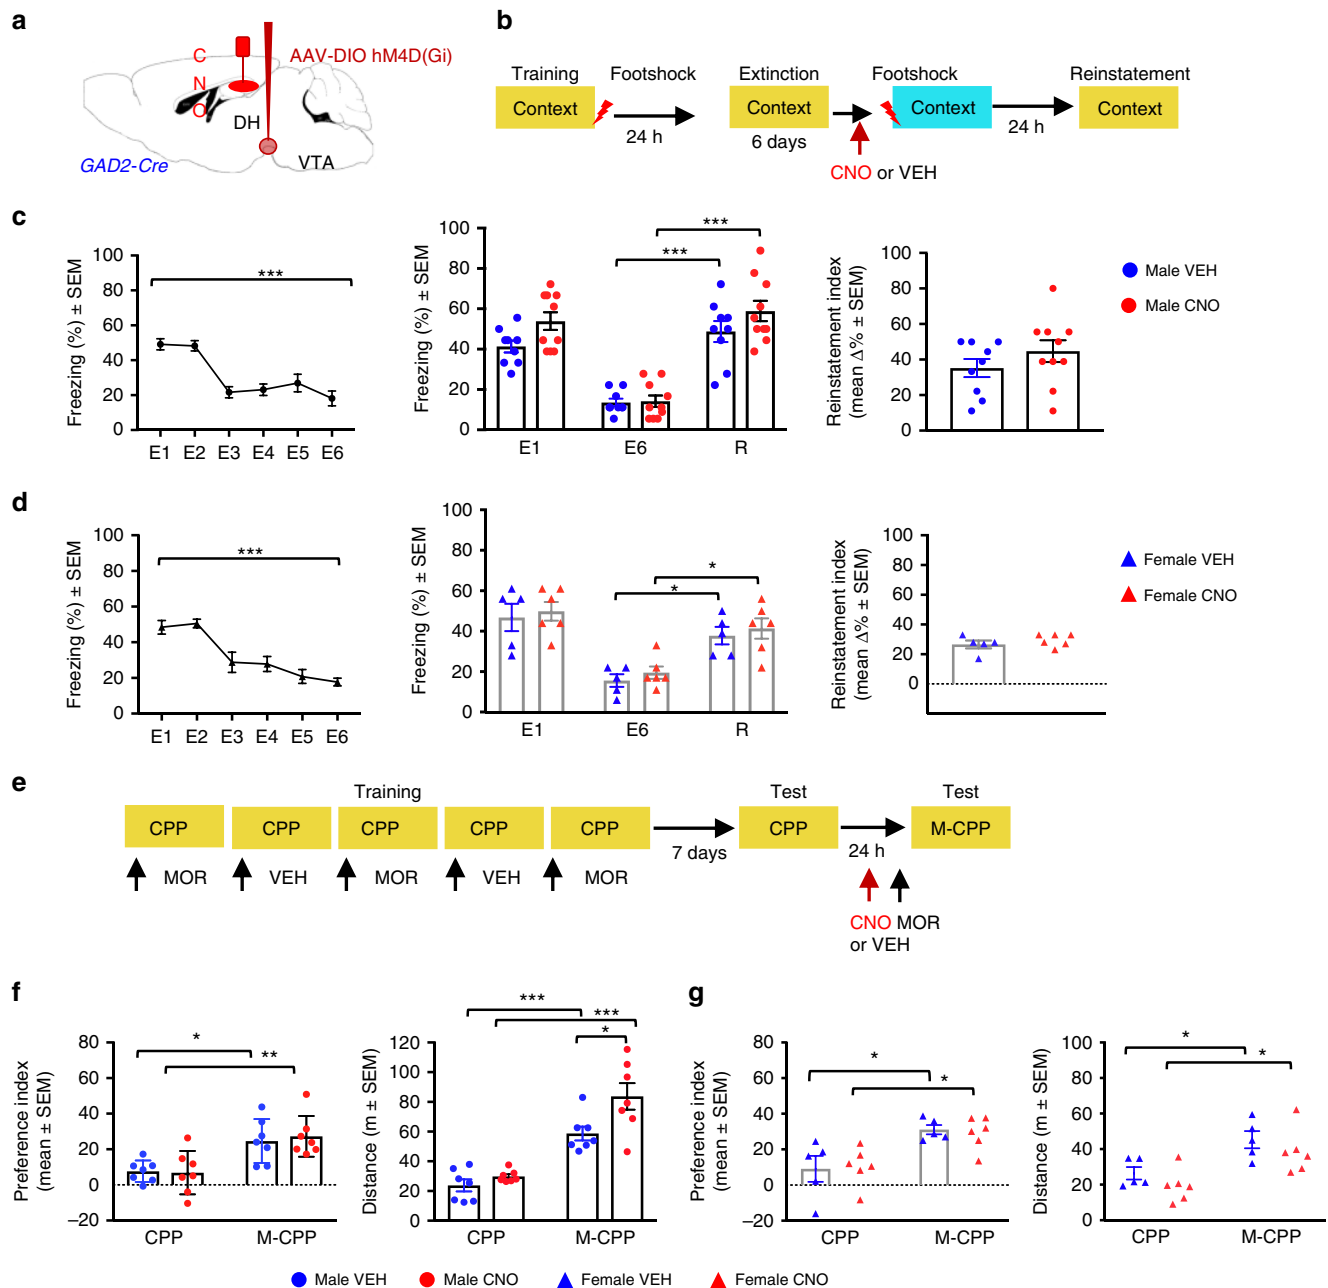 a
C
N
O
AAV-DIO hM4D(Gi)
DH
GAD2-Cre
VTA
b
Training
Footshock
Extinction
Footshock
Reinstatement
Context
Context
Context
Context
24 h
6 days
24 h
CNO or VEH
c
Freezing (%) ± SEM
100
80
60
40
20
0
E1 E2 E3 E4 E5 E6
***
Freezing (%) ± SEM
100
80
60
40
20
0
E1 E6 R
***
***
Reinstatement index
(mean Δ% ± SEM)
100
80
60
40
20
0
Male VEH
Male CNO
d
Freezing (%) ± SEM
100
80
60
40
20
0
E1 E2 E3 E4 E5 E6
***
Freezing (%) ± SEM
100
80
60
40
20
0
E1 E6 R
*
*
Reinstatement index
(mean Δ% ± SEM)
100
80
60
40
20
0
Female VEH
Female CNO
e
Training
Test
Test
CPP
CPP
CPP
CPP
CPP
CPP
M-CPP
7 days
24 h
MOR
VEH
MOR
VEH
MOR
CNO MOR
or VEH
f
Preference index
(mean ± SEM)
80
60
40
20
0
–20
CPP M-CPP
*
**
Distance (m ± SEM)
120
100
80
60
40
20
0
CPP M-CPP
***
***
*
g
Preference index
(mean ± SEM)
80
60
40
20
0
–20
CPP M-CPP
*
*
Distance (m ± SEM)
100
80
60
40
20
0
CPP M-CPP
*
*
Male VEH
Male CNO
Female VEH
Female CNO